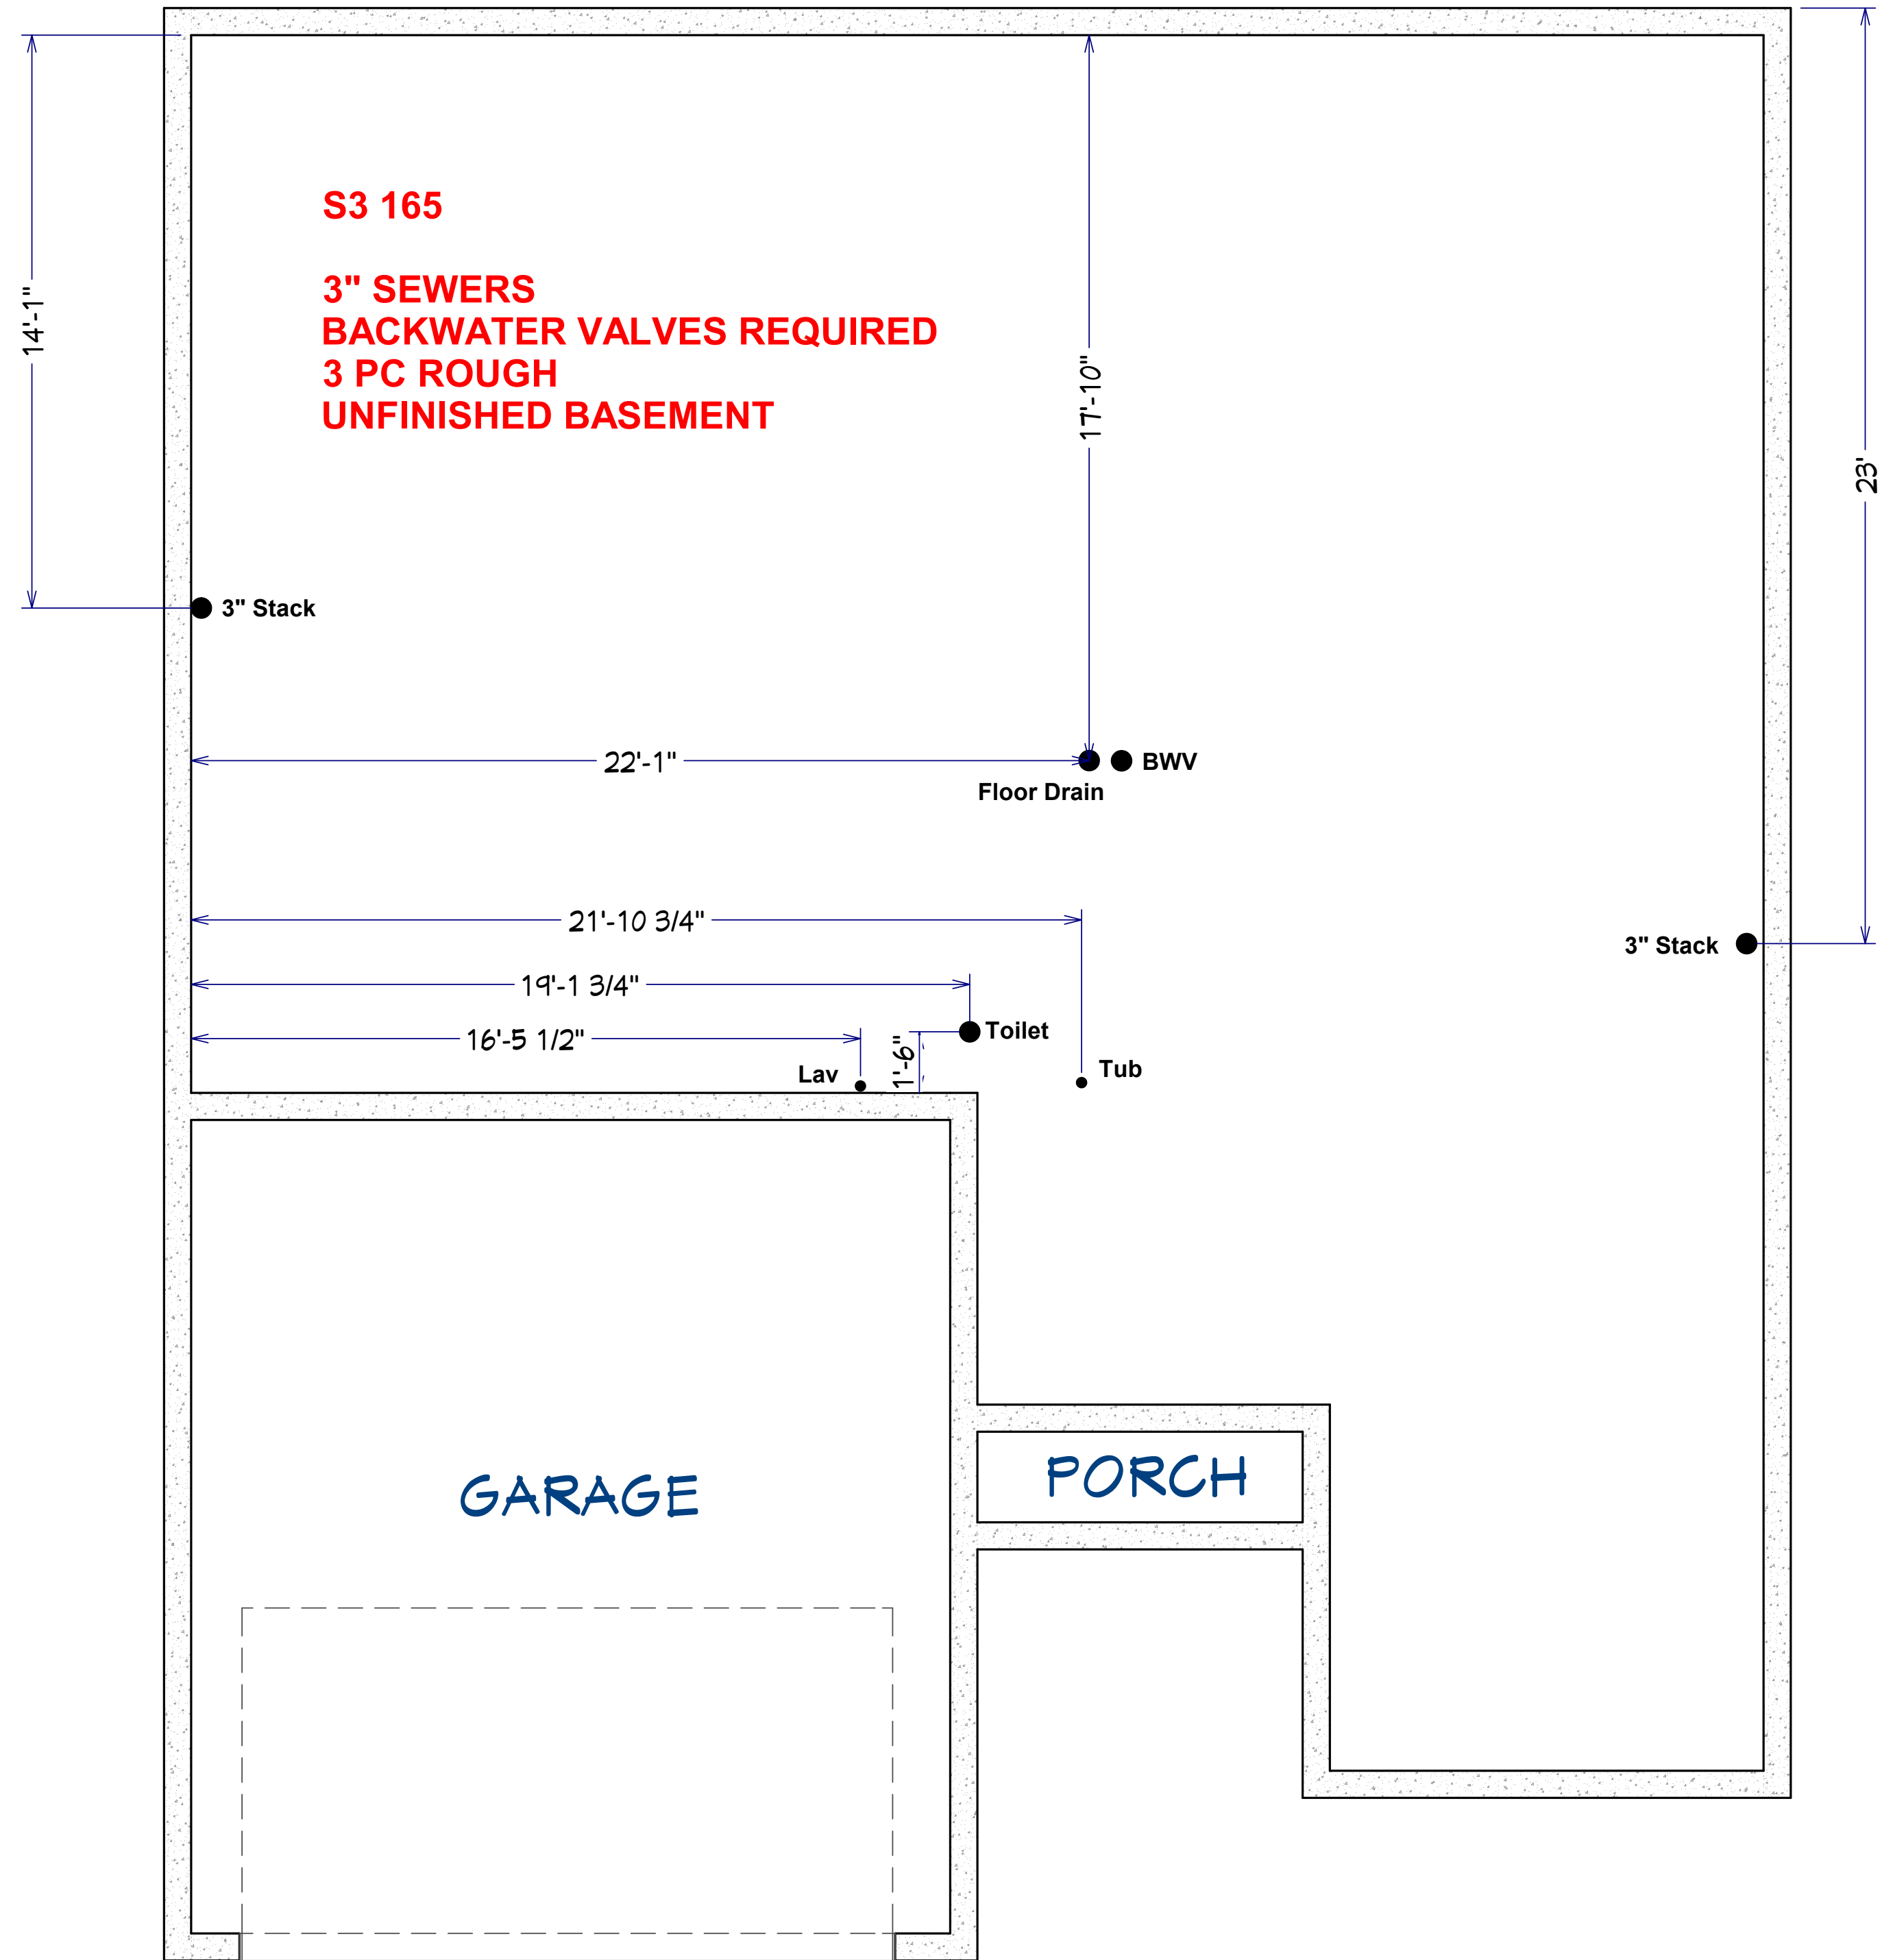 S3 165
3" SEWERS
BACKWATER VALVES REQUIRED
3 PC ROUGH
UNFINISHED BASEMENT
14'-1"
17'-10"
23'
3" Stack
22'-1"
BWV
Floor Drain
21'-10 3/4"
3" Stack
19'-1 3/4"
Toilet
16'-5 1/2"
1'-6"
Lav
Tub
GARAGE
PORCH